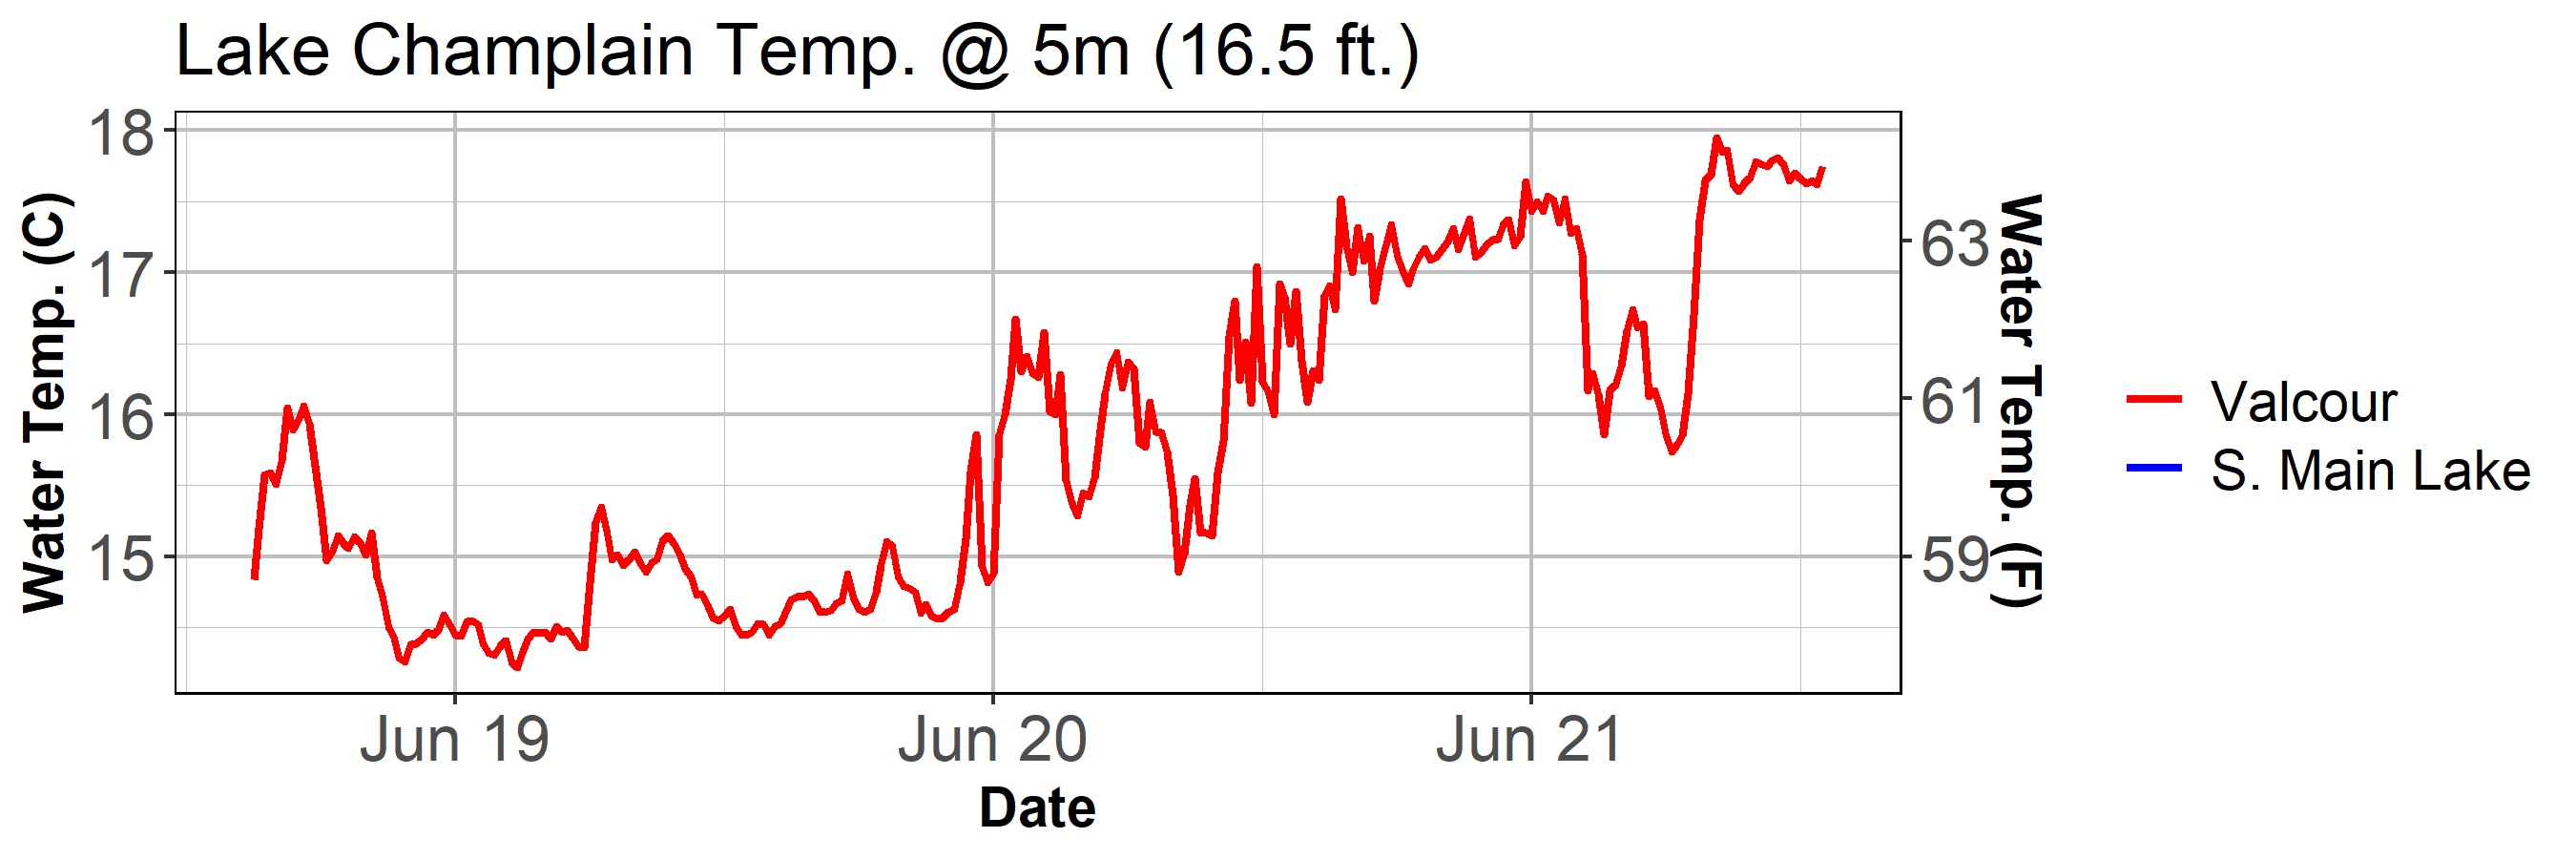 Lake Champlain Temp. @ 5m (16.5 ft.)
Water Temp. (C)
18
17
16
15
63
61
59
Water Temp. (F)
Jun 19
Jun 20
Jun 21
Date
Valcour
S. Main Lake